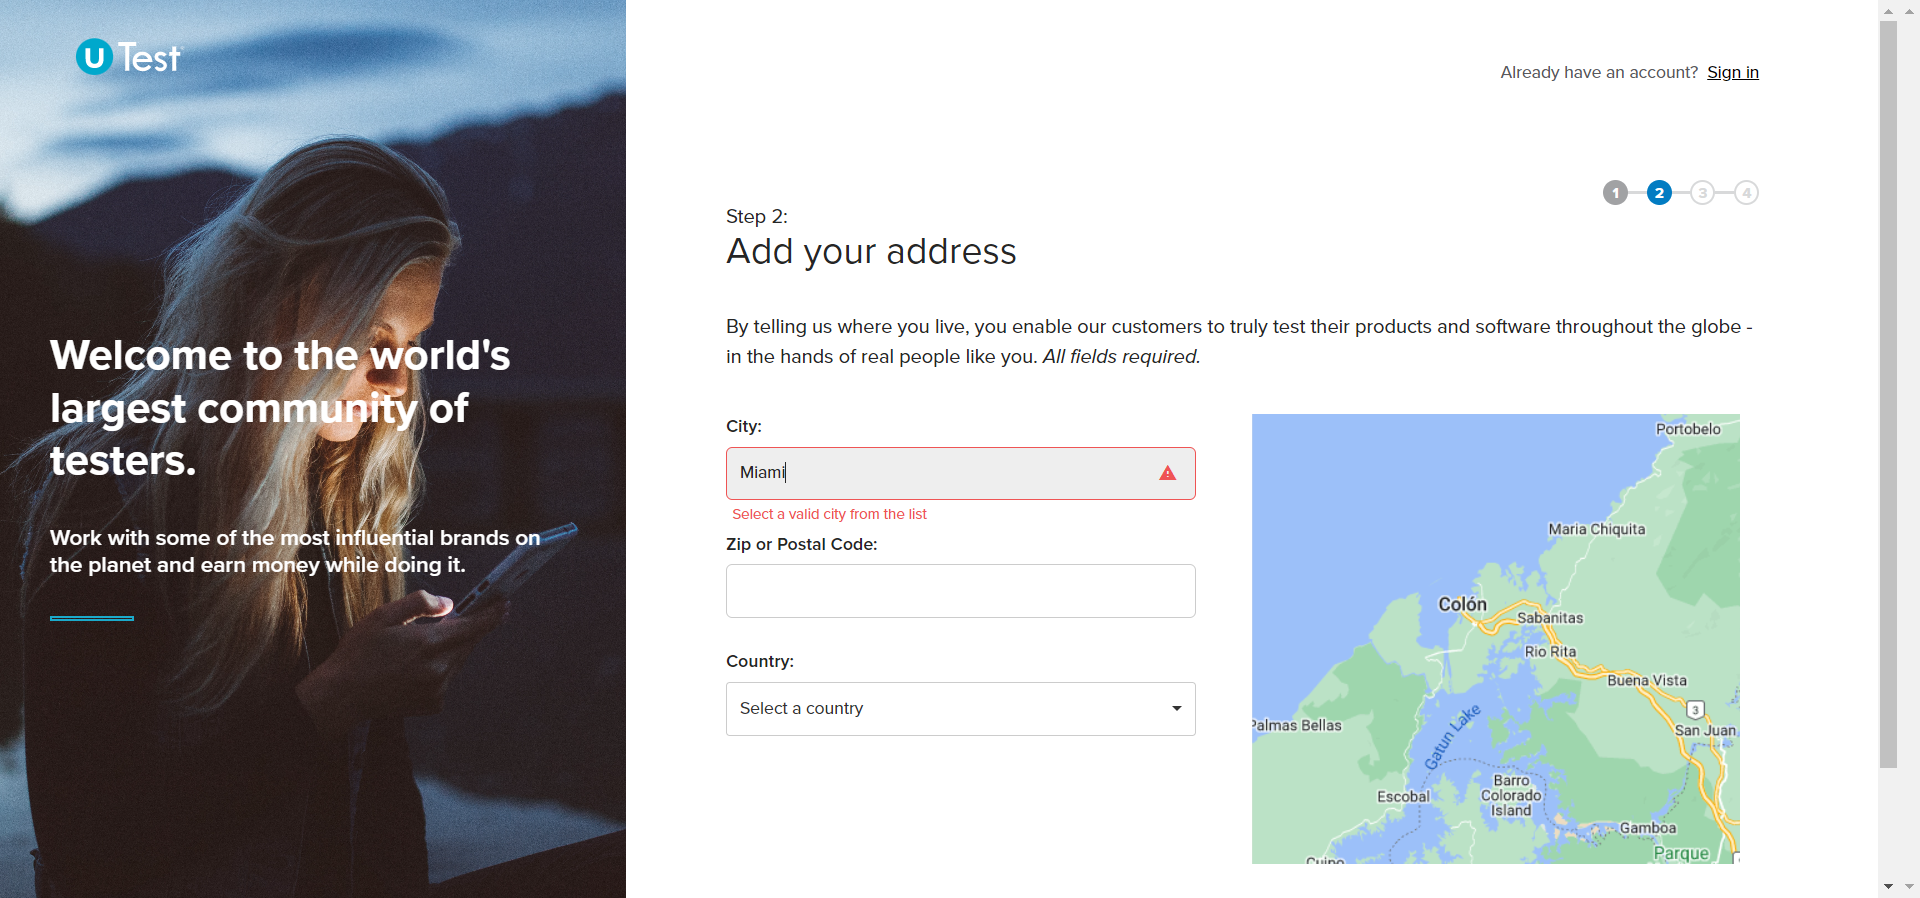 U Test
Already have an account? Sign in
1 2 3 4
Step 2:
Add your address
Welcome to the world's
largest community of
testers.
Work with some of the most influential brands on
the planet and earn money while doing it.
By telling us where you live, you enable our customers to truly test their products and software throughout the globe -
in the hands of real people like you. All fields required.
City:
Miami
Select a valid city from the list
Zip or Postal Code:
Country:
Select a country
Portobelo
Maria Chiquita
Colón
Sabanitas
Rio Rita
Buena Vista
3
San Juan
Palmas Bellas
Gatun Lake
Barro
Colorado
Island
Escobal
Gamboa
Parque